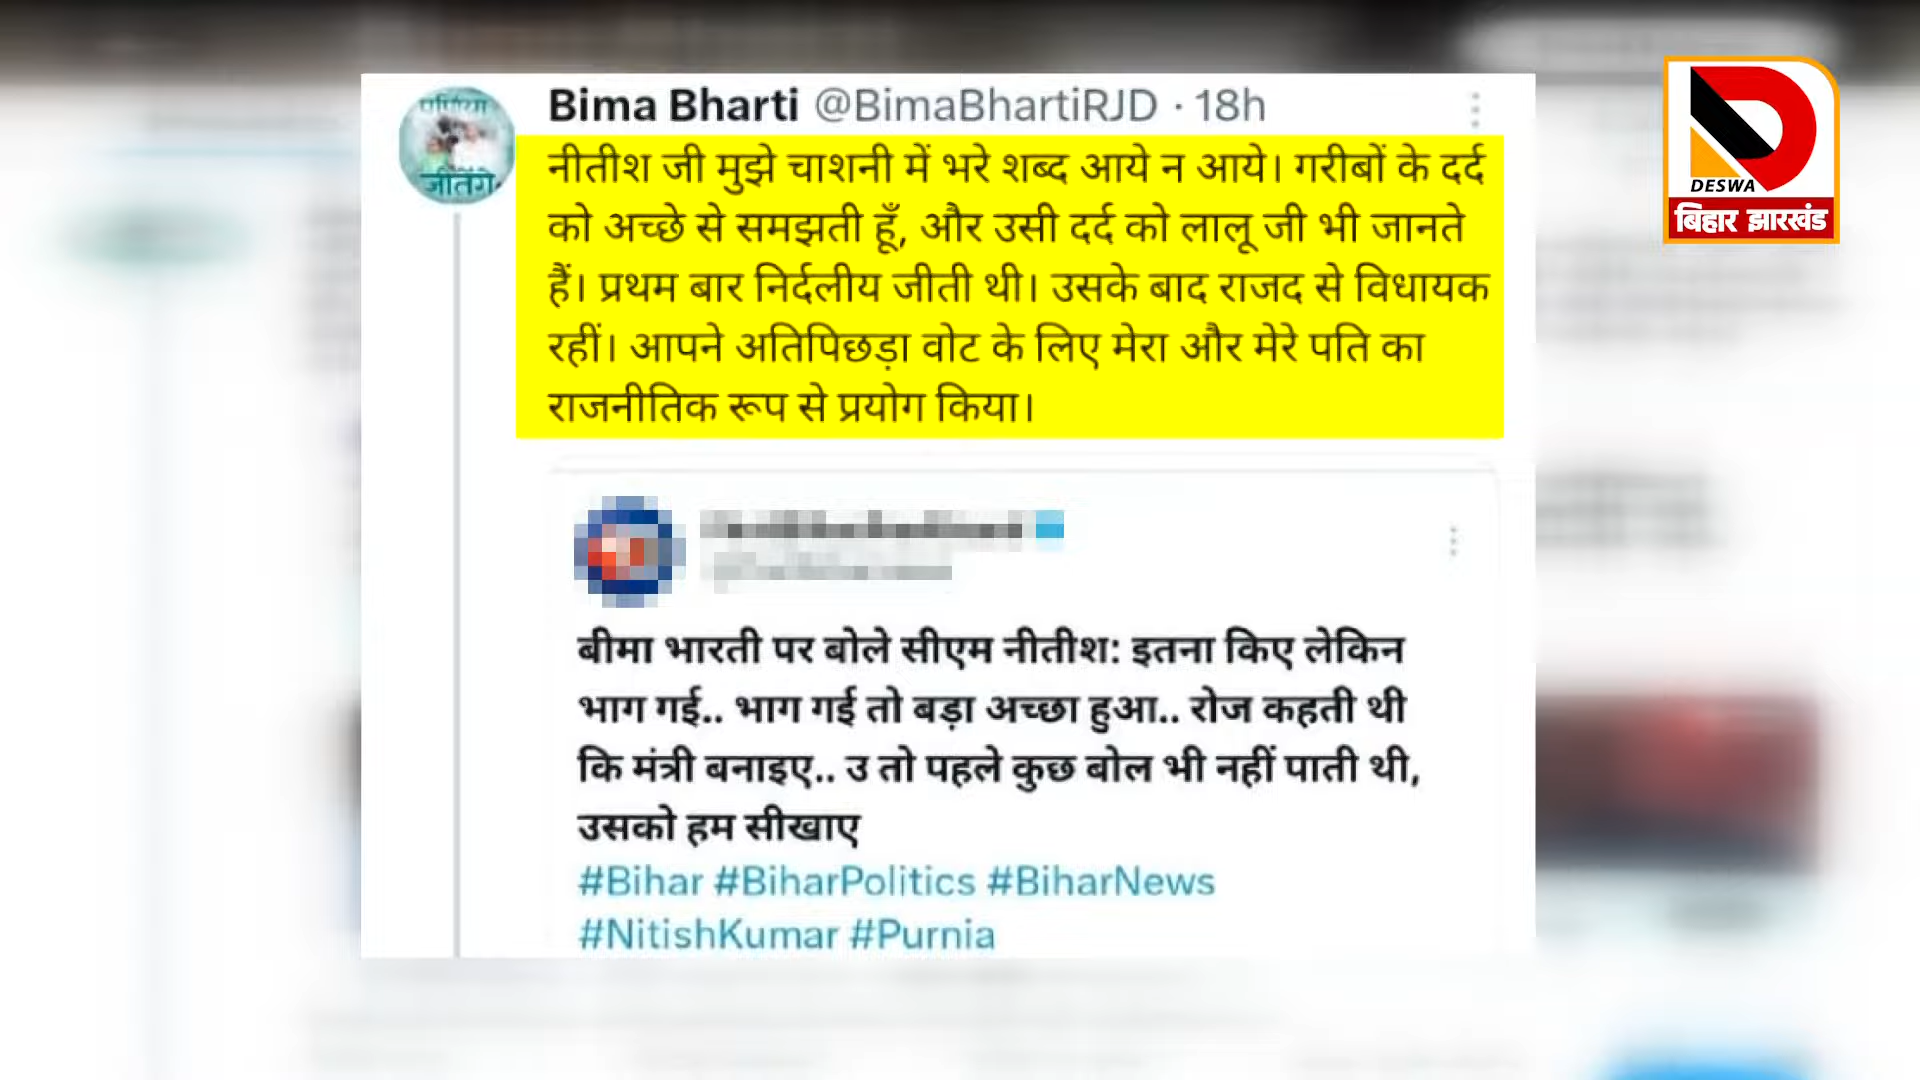 Bima Bharti @BimaBhartiRJD · 18h
नीतीश जी मुझे चाशनी में भरे शब्द आये न आये। गरीबों के दर्द
को अच्छे से समझती हूँ, और उसी दर्द को लालू जी भी जानते
हैं। प्रथम बार निर्दलीय जीती थी। उसके बाद राजद से विधायक
रहीं। आपने अतिपिछड़ा वोट के लिए मेरा और मेरे पति का
राजनीतिक रूप से प्रयोग किया।
बीमा भारती पर बोले सीएम नीतीश: इतना किए लेकिन
भाग गई.. भाग गई तो बड़ा अच्छा हुआ.. रोज कहती थी
कि मंत्री बनाइए.. उ तो पहले कुछ बोल भी नहीं पाती थी,
उसको हम सीखाए
#Bihar #BiharPolitics #BiharNews
#NitishKumar #Purnia
DESWA
बिहार झारखंड
जीतेंगे